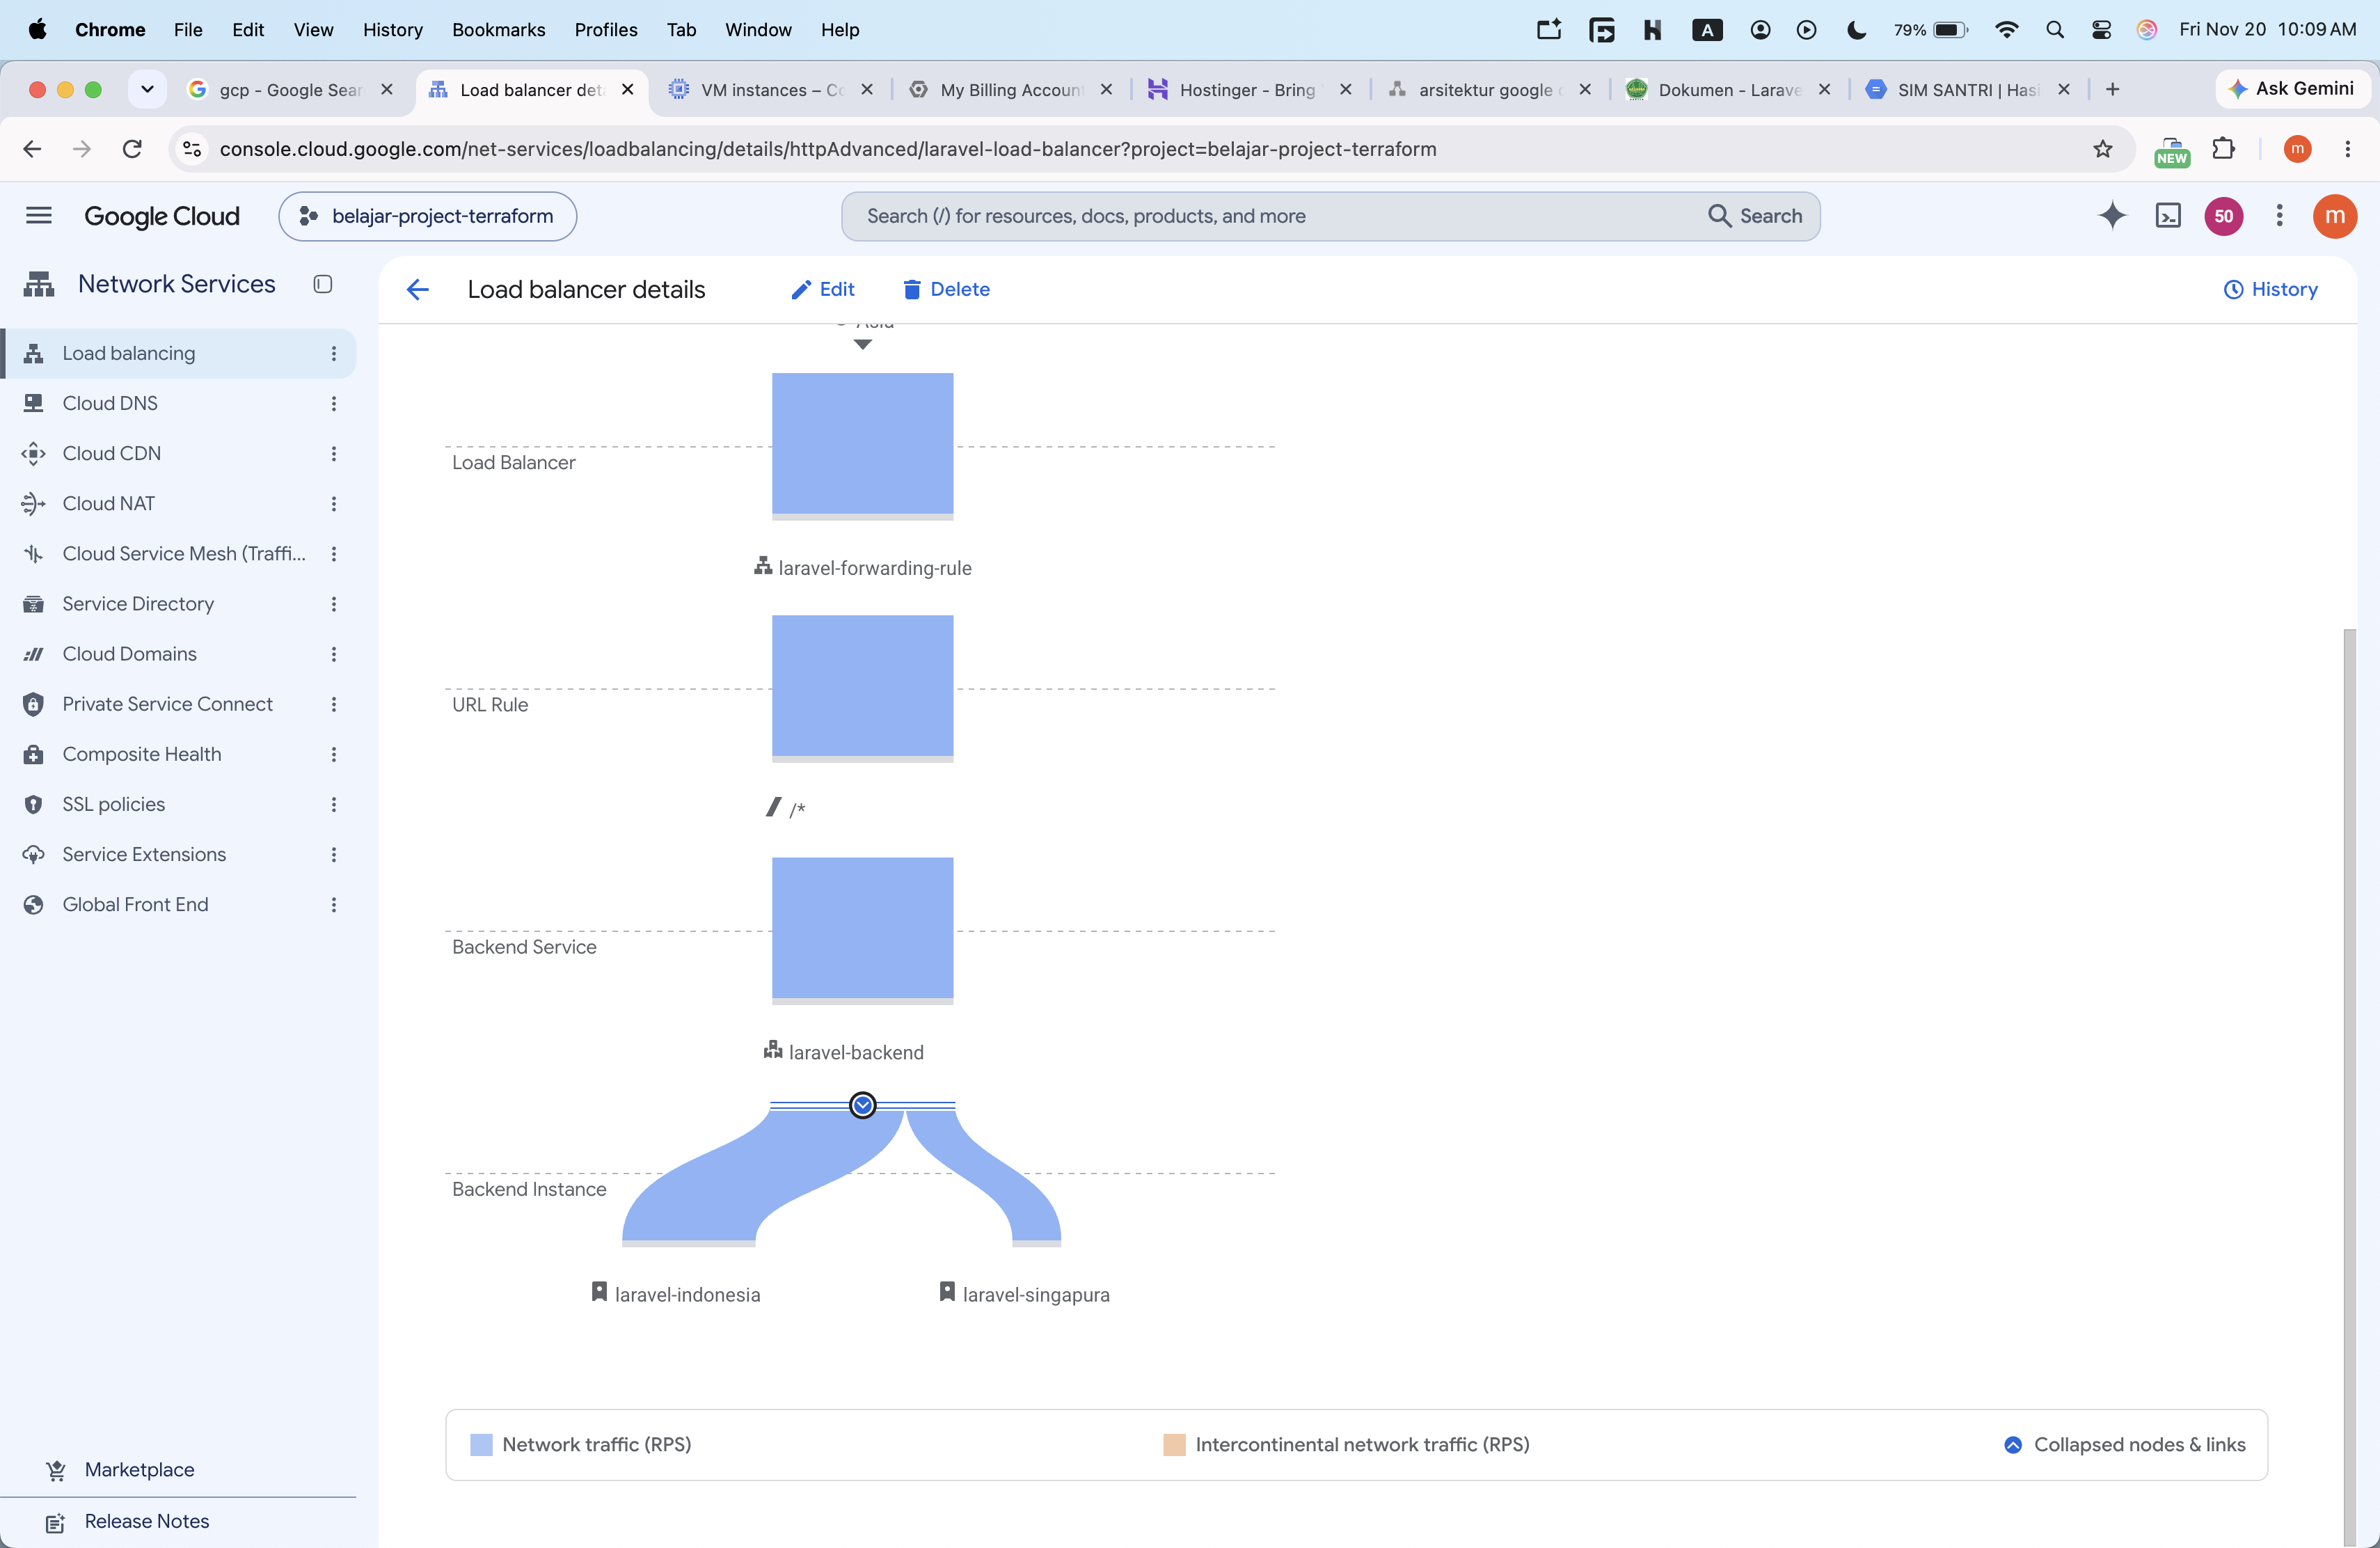 Chrome File Edit View History Bookmarks Profiles Tab Window Help A 79% Fri Nov 20 10:09 AM
gcp - Google Sear Load balancer deta VM instances – Co My Billing Account Hostinger - Bring arsitektur google c Dokumen - Larave SIM SANTRI | Hasi Ask Gemini
console.cloud.google.com/net-services/loadbalancing/details/httpAdvanced/laravel-load-balancer?project=belajar-project-terraform NEW m
Google Cloud belajar-project-terraform Search (/) for resources, docs, products, and more Search 50 m
Network Services
Load balancing
Cloud DNS
Cloud CDN
Cloud NAT
Cloud Service Mesh (Traffi...
Service Directory
Cloud Domains
Private Service Connect
Composite Health
SSL policies
Service Extensions
Global Front End
Marketplace
Release Notes
Load balancer details Edit Delete History
Asia
Load Balancer
laravel-forwarding-rule
URL Rule
/*
Backend Service
laravel-backend
Backend Instance
laravel-indonesia laravel-singapura
Network traffic (RPS) Intercontinental network traffic (RPS) Collapsed nodes & links